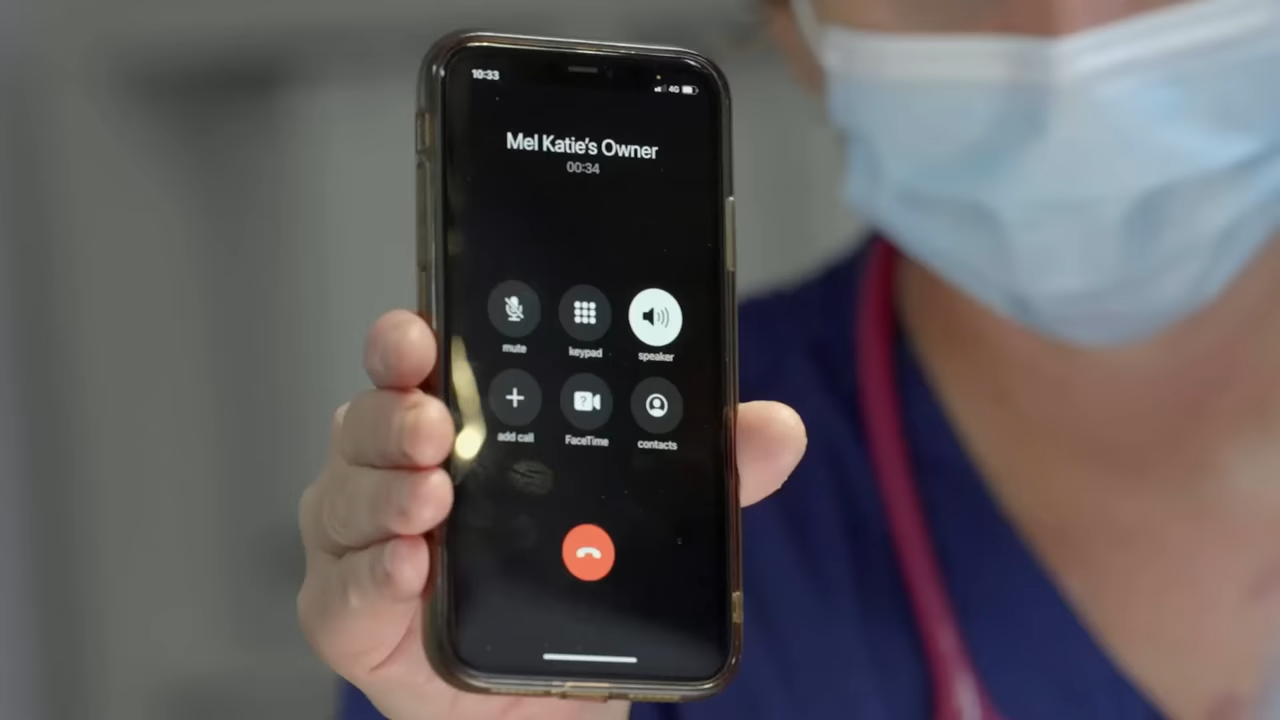 10:33
4G
Mel Katie's Owner
00:34
mute
keypad
speaker
?
add call
FaceTime
contacts